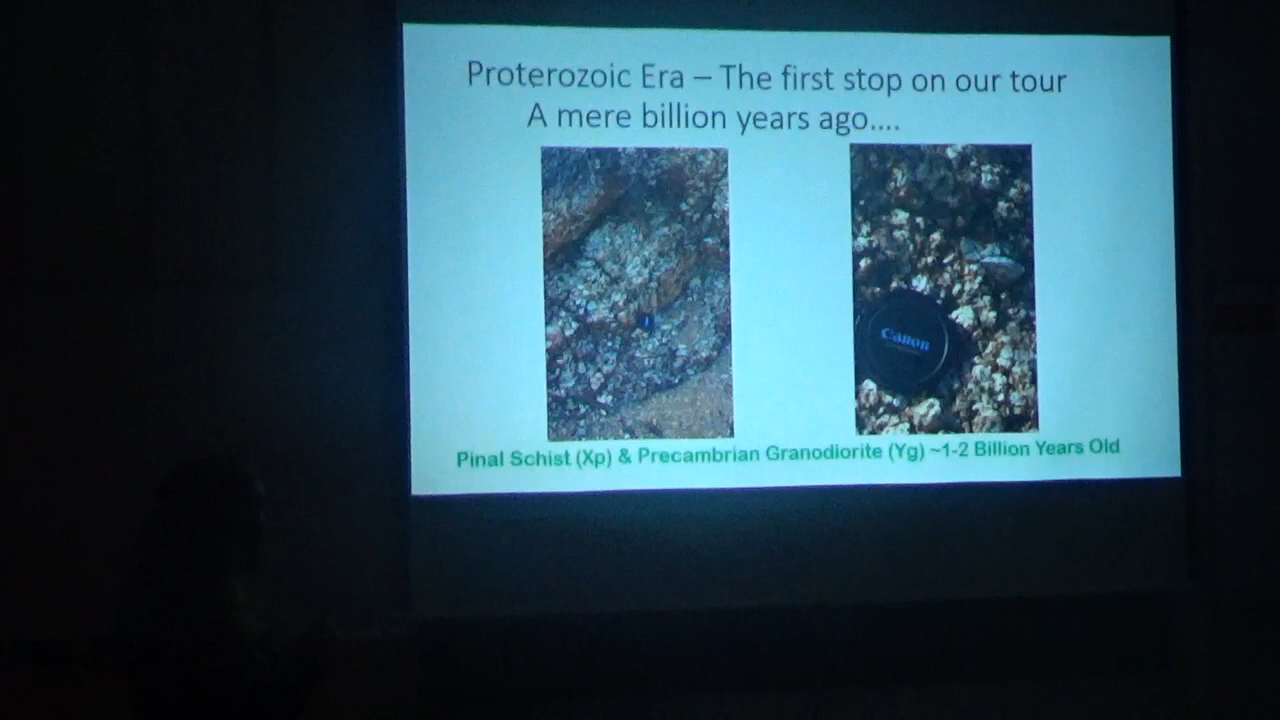 Proterozoic Era – The first stop on our tour
A mere billion years ago....
Canon
Pinal Schist (Xp) & Precambrian Granodiorite (Yg) ~1-2 Billion Years Old